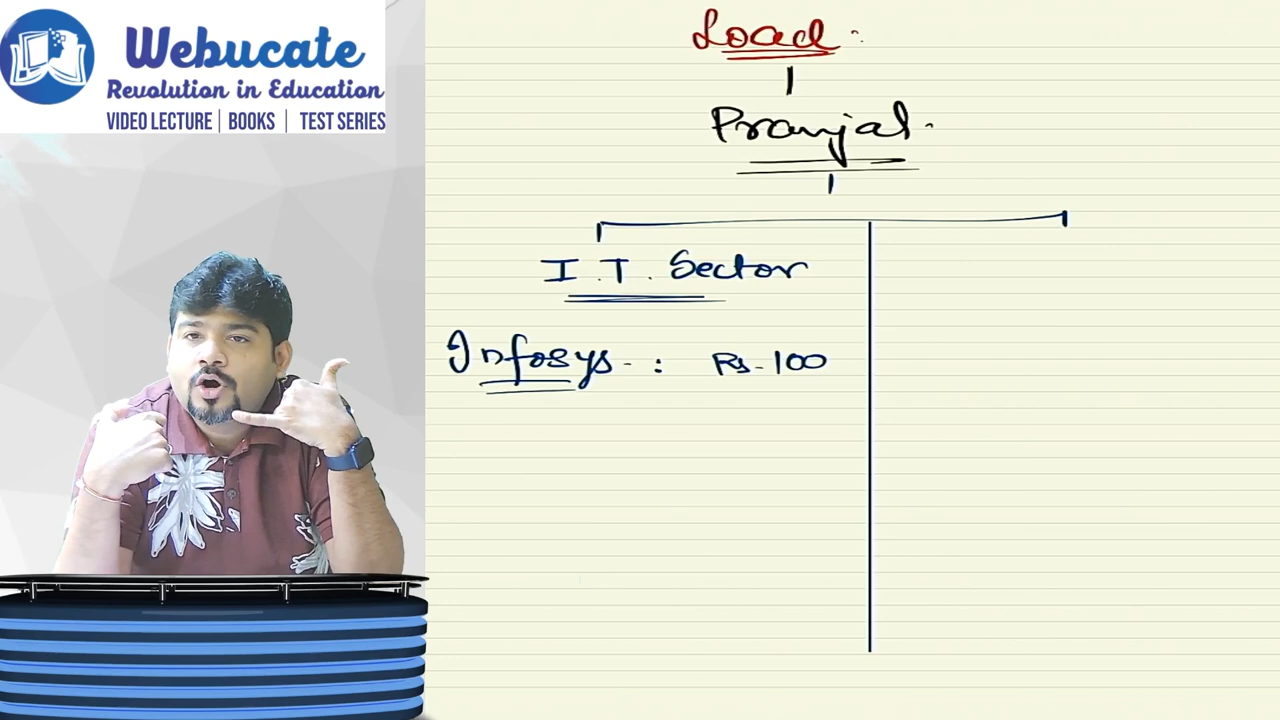 Webucate
Revolution in Education
VIDEO LECTURE | BOOKS | TEST SERIES
Load :
Pranjal.
I.T. Sector
Infosys - : Rs. 100